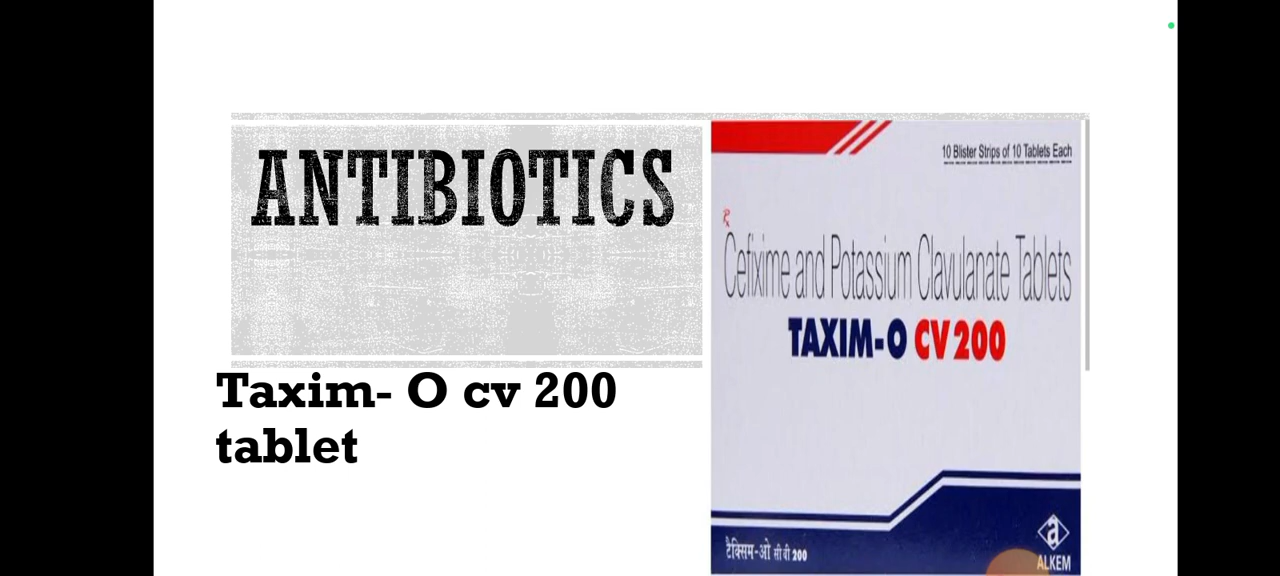 ANTIBIOTICS
Taxim- O cv 200
tablet
10 Blister Strips of 10 Tablets Each
Rx
Cefixime and Potassium Clavulanate Tablets
TAXIM-O CV 200
टैक्सिम-ओ सी वी 200
a
ALKEM